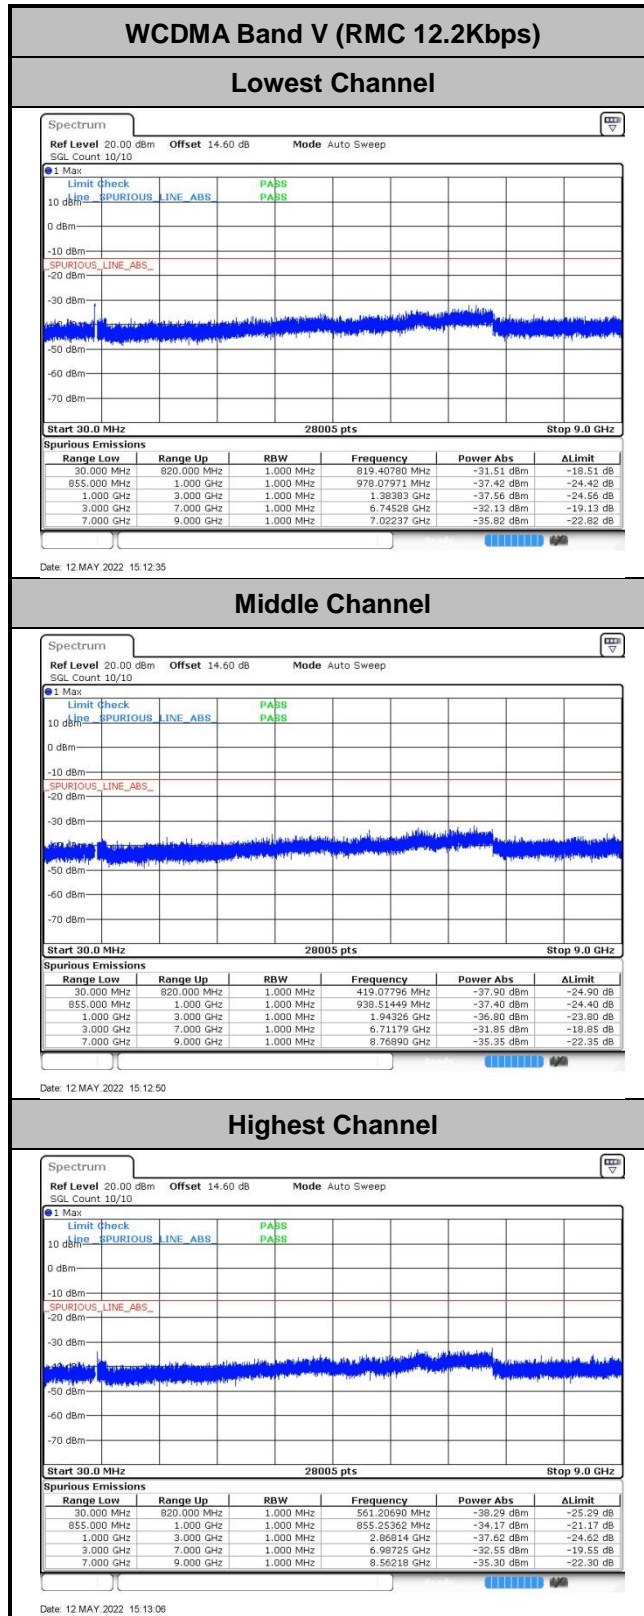 WCDMA Band V (RMC 12.2Kbps)
Lowest Channel
Spectrum
Ref Level 20.00 dBm Offset 14.60 dB Mode Auto Sweep
SGL Count 10/10
1 Max
Limit Check PASS
10 dBm Line _SPURIOUS_LINE_ABS_ PASS
0 dBm
-10 dBm
_SPURIOUS_LINE_ABS_
-20 dBm
-30 dBm
-50 dBm
-60 dBm
-70 dBm
Start 30.0 MHz 28005 pts Stop 9.0 GHz
Spurious Emissions
Range Low Range Up RBW Frequency Power Abs ΔLimit
30.000 MHz 820.000 MHz 1.000 MHz 819.40780 MHz -31.51 dBm -18.51 dB
855.000 MHz 1.000 GHz 1.000 MHz 978.07971 MHz -37.42 dBm -24.42 dB
1.000 GHz 3.000 GHz 1.000 MHz 1.38383 GHz -37.56 dBm -24.56 dB
3.000 GHz 7.000 GHz 1.000 MHz 6.74528 GHz -32.13 dBm -19.13 dB
7.000 GHz 9.000 GHz 1.000 MHz 7.02237 GHz -35.82 dBm -22.82 dB
Date: 12.MAY.2022 15:12:35
Middle Channel
Spectrum
Ref Level 20.00 dBm Offset 14.60 dB Mode Auto Sweep
SGL Count 10/10
1 Max
Limit Check PASS
10 dBm Line _SPURIOUS_LINE_ABS_ PASS
0 dBm
-10 dBm
_SPURIOUS_LINE_ABS_
-20 dBm
-30 dBm
-50 dBm
-60 dBm
-70 dBm
Start 30.0 MHz 28005 pts Stop 9.0 GHz
Spurious Emissions
Range Low Range Up RBW Frequency Power Abs ΔLimit
30.000 MHz 820.000 MHz 1.000 MHz 419.07796 MHz -37.90 dBm -24.90 dB
855.000 MHz 1.000 GHz 1.000 MHz 938.51449 MHz -37.40 dBm -24.40 dB
1.000 GHz 3.000 GHz 1.000 MHz 1.94326 GHz -36.80 dBm -23.80 dB
3.000 GHz 7.000 GHz 1.000 MHz 6.71179 GHz -31.85 dBm -18.85 dB
7.000 GHz 9.000 GHz 1.000 MHz 8.76890 GHz -35.35 dBm -22.35 dB
Date: 12.MAY.2022 15:12:50
Highest Channel
Spectrum
Ref Level 20.00 dBm Offset 14.60 dB Mode Auto Sweep
SGL Count 10/10
1 Max
Limit Check PASS
10 dBm Line _SPURIOUS_LINE_ABS_ PASS
0 dBm
-10 dBm
_SPURIOUS_LINE_ABS_
-20 dBm
-30 dBm
-50 dBm
-60 dBm
-70 dBm
Start 30.0 MHz 28005 pts Stop 9.0 GHz
Spurious Emissions
Range Low Range Up RBW Frequency Power Abs ΔLimit
30.000 MHz 820.000 MHz 1.000 MHz 561.20690 MHz -38.29 dBm -25.29 dB
855.000 MHz 1.000 GHz 1.000 MHz 855.25362 MHz -34.17 dBm -21.17 dB
1.000 GHz 3.000 GHz 1.000 MHz 2.86814 GHz -37.62 dBm -24.62 dB
3.000 GHz 7.000 GHz 1.000 MHz 6.98725 GHz -32.55 dBm -19.55 dB
7.000 GHz 9.000 GHz 1.000 MHz 8.56218 GHz -35.30 dBm -22.30 dB
Date: 12.MAY.2022 15:13:06